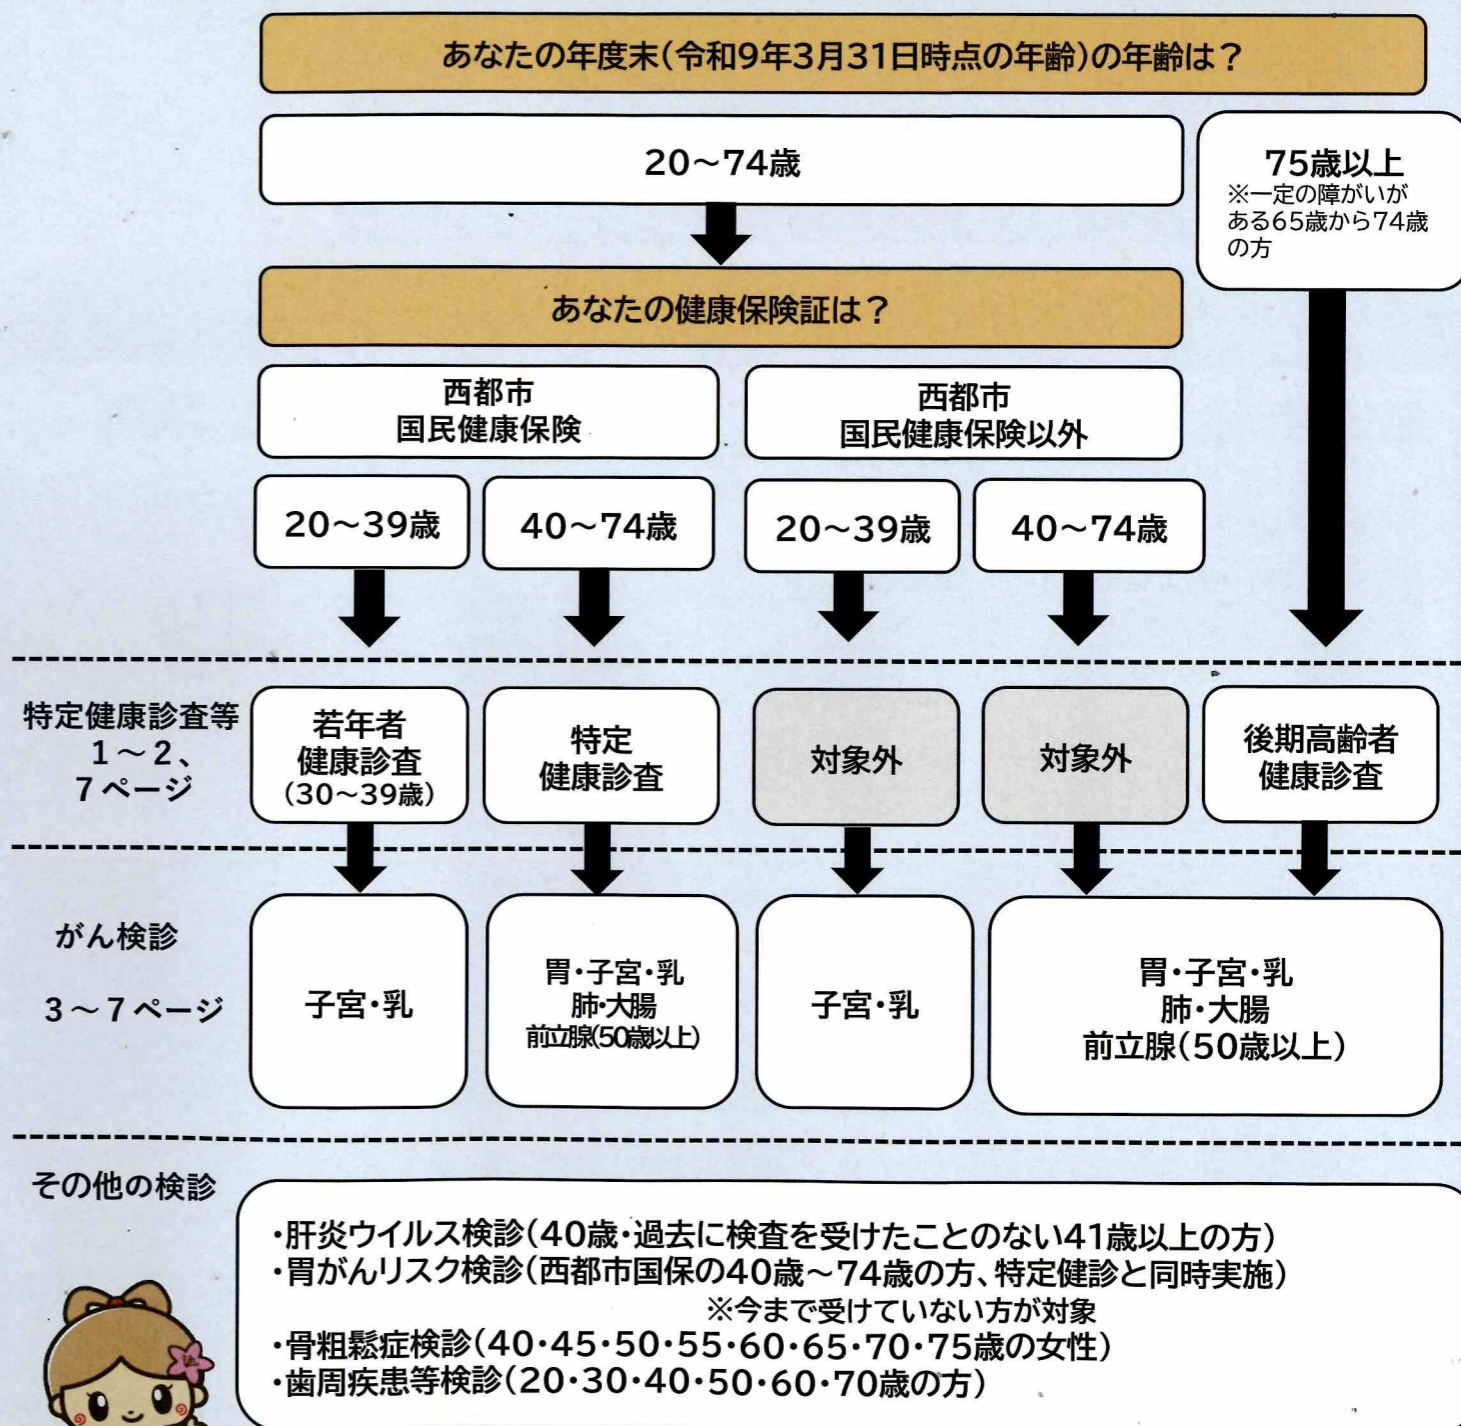 あなたの年度末(令和9年3月31日時点の年齢)の年齢は？
20～74歳
75歳以上
※一定の障がいが
ある65歳から74歳
の方
あなたの健康保険証は？
西都市
国民健康保険
西都市
国民健康保険以外
20～39歳
40～74歳
20～39歳
40～74歳
特定健康診査等
1～2、
7ページ
若年者
健康診査
(30～39歳)
特定
健康診査
対象外
対象外
後期高齢者
健康診査
がん検診
3～7ページ
子宮・乳
胃・子宮・乳
肺・大腸
前立腺(50歳以上)
子宮・乳
胃・子宮・乳
肺・大腸
前立腺(50歳以上)
その他の検診
・肝炎ウイルス検診(40歳・過去に検査を受けたことのない41歳以上の方)
・胃がんリスク検診(西都市国保の40歳～74歳の方、特定健診と同時実施)
※今まで受けていない方が対象
・骨粗鬆症検診(40・45・50・55・60・65・70・75歳の女性)
・歯周疾患等検診(20・30・40・50・60・70歳の方)